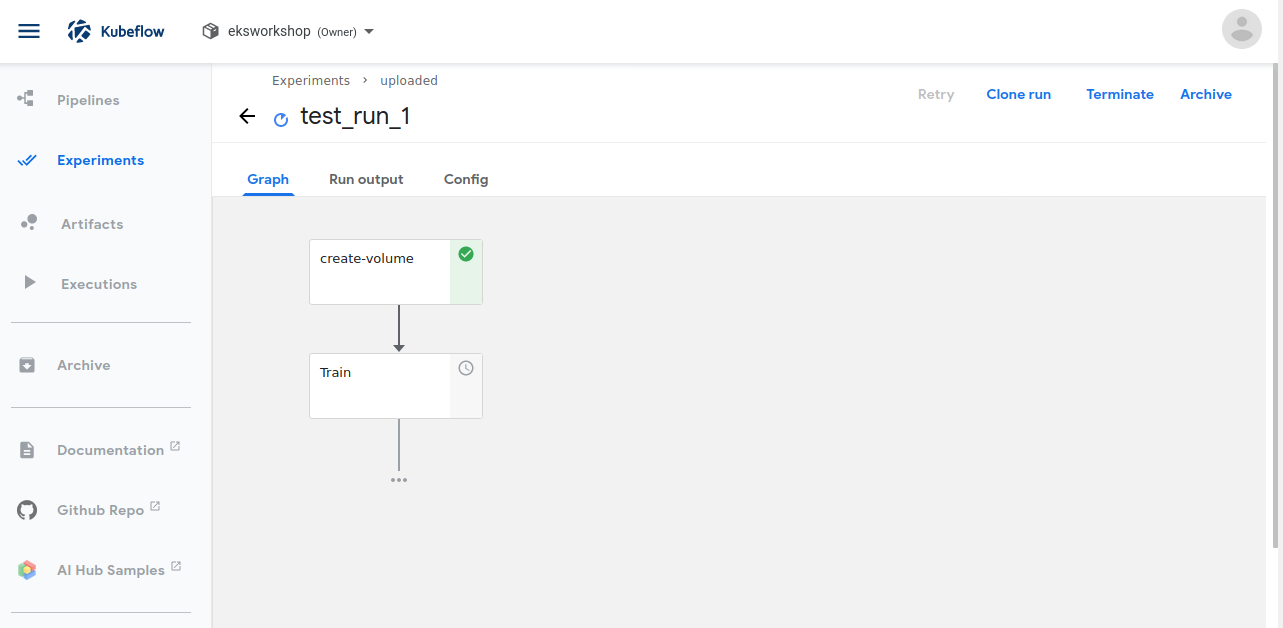 Kubeflow
eksworkshop (Owner)
Pipelines
Experiments
Artifacts
Executions
Archive
Documentation
Github Repo
AI Hub Samples
Experiments › uploaded
test_run_1
Retry
Clone run
Terminate
Archive
Graph
Run output
Config
create-volume
Train